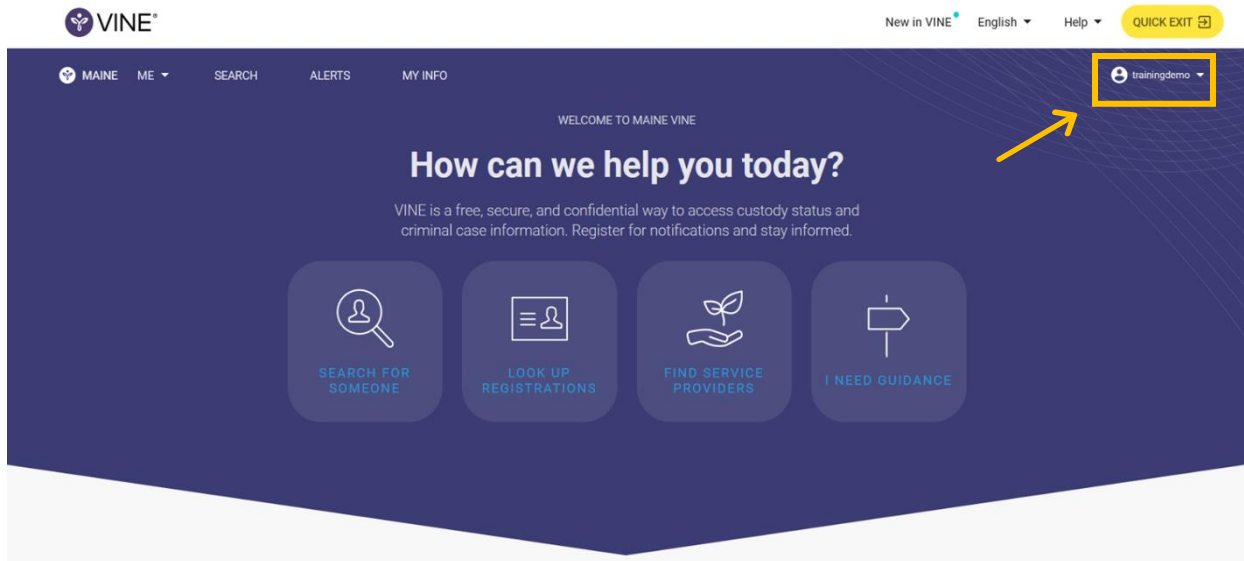 VINE®
New in VINE English Help QUICK EXIT
MAINE ME SEARCH ALERTS MY INFO trainingdemo
WELCOME TO MAINE VINE
How can we help you today?
VINE is a free, secure, and confidential way to access custody status and
criminal case information. Register for notifications and stay informed.
SEARCH FOR
SOMEONE
LOOK UP
REGISTRATIONS
FIND SERVICE
PROVIDERS
I NEED GUIDANCE